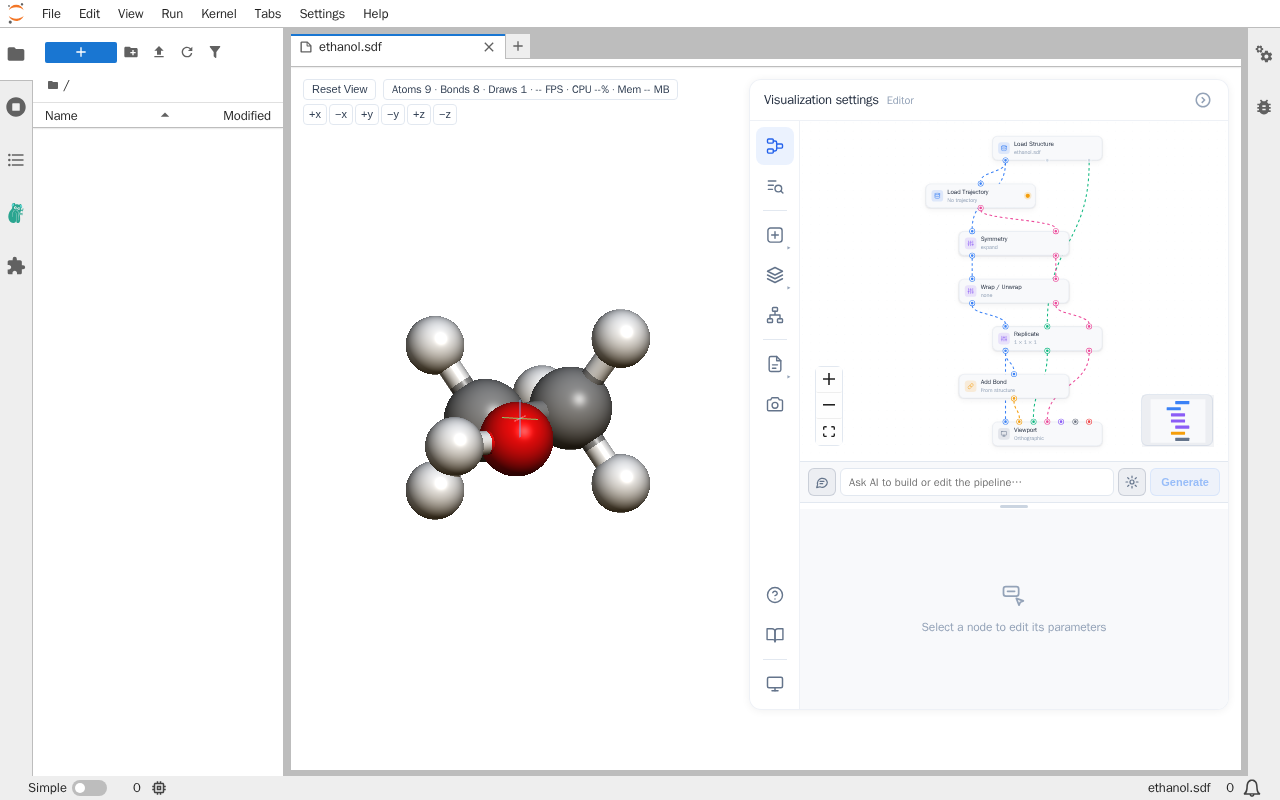 File Edit View Run Kernel Tabs Settings Help
ethanol.sdf
/
Name Modified
Reset View
Atoms 9 · Bonds 8 · Draws 1 · -- FPS · CPU --% · Mem -- MB
+x −x +y −y +z −z
Visualization settings Editor
Load Structure
ethanol.sdf
Load Trajectory
No trajectory
Symmetry
expand
Wrap / Unwrap
none
Replicate
1 × 1 × 1
Add Bond
From structure
Viewport
Orthographic
Ask AI to build or edit the pipeline···
Generate
Select a node to edit its parameters
Simple 0
ethanol.sdf 0